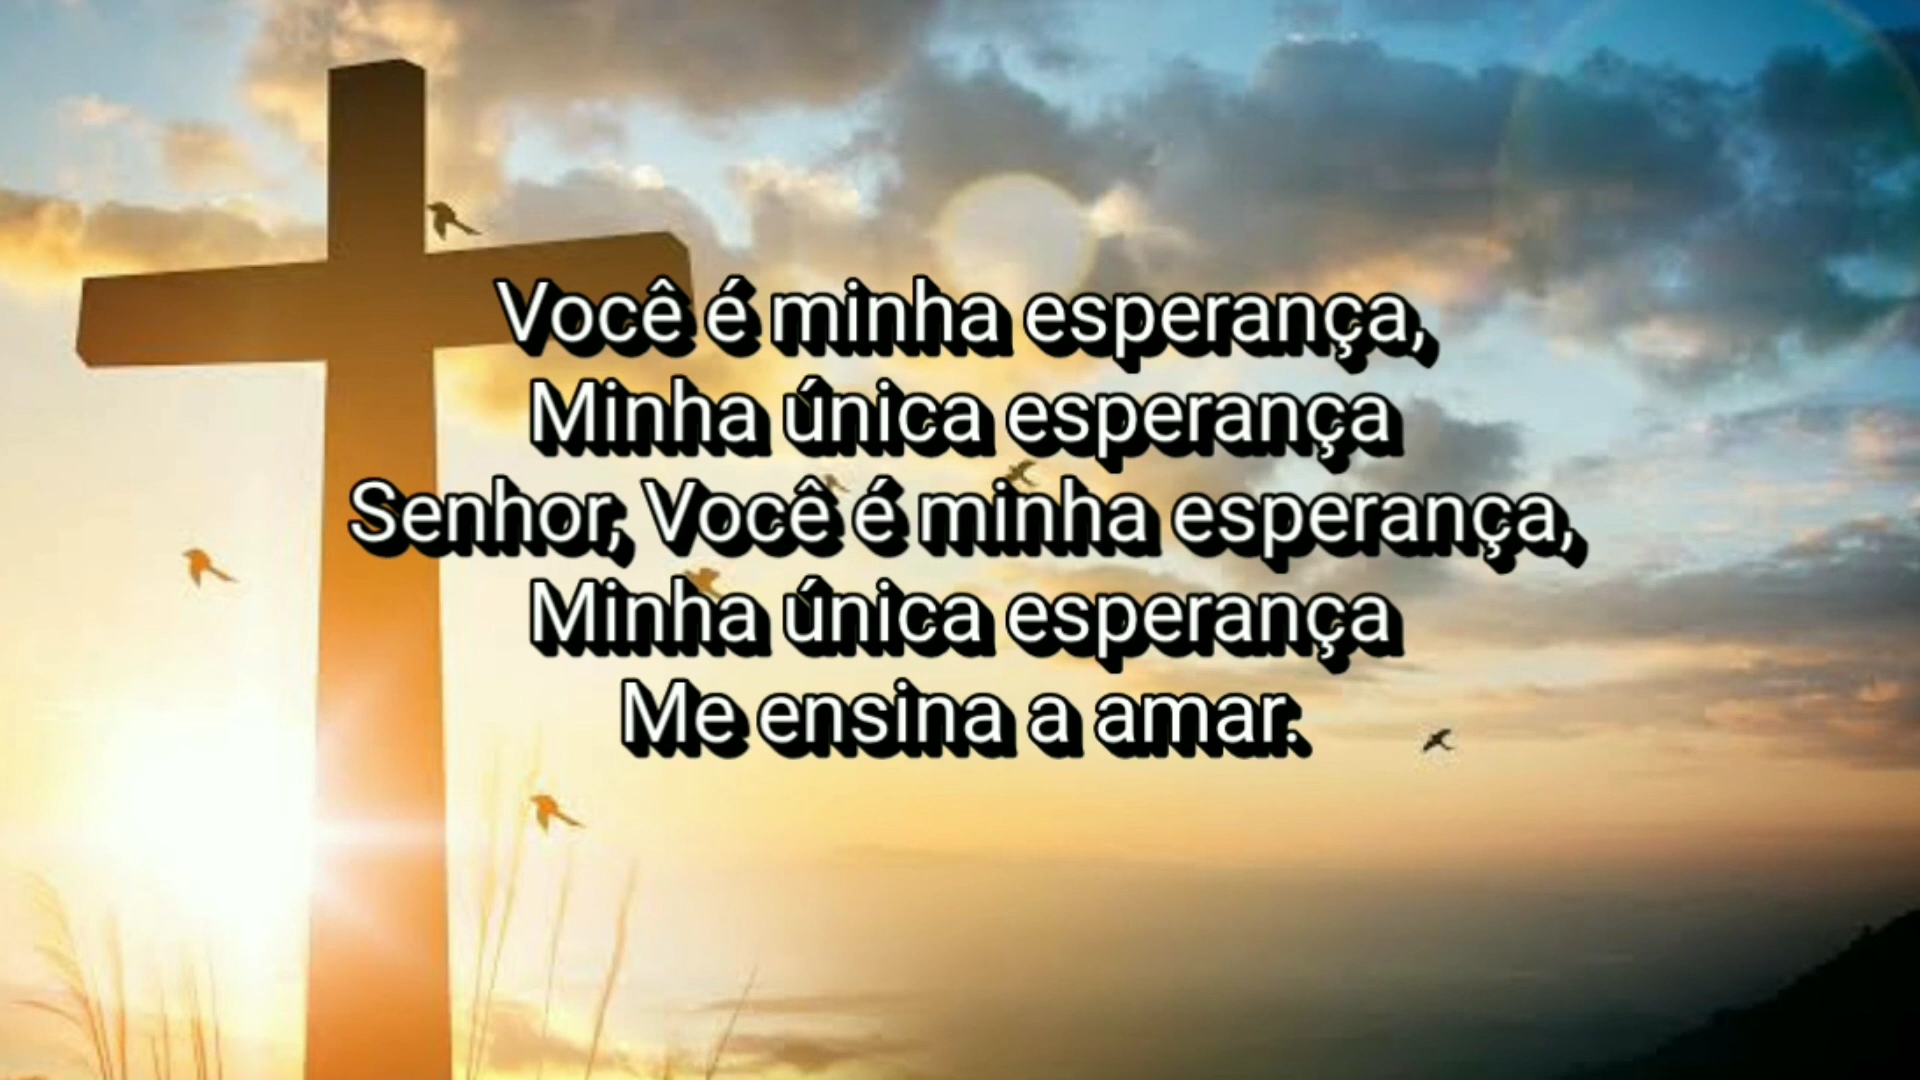 Você é minha esperança,
Minha única esperança
Senhor, Você é minha esperança,
Minha única esperança
Me ensina a amar.